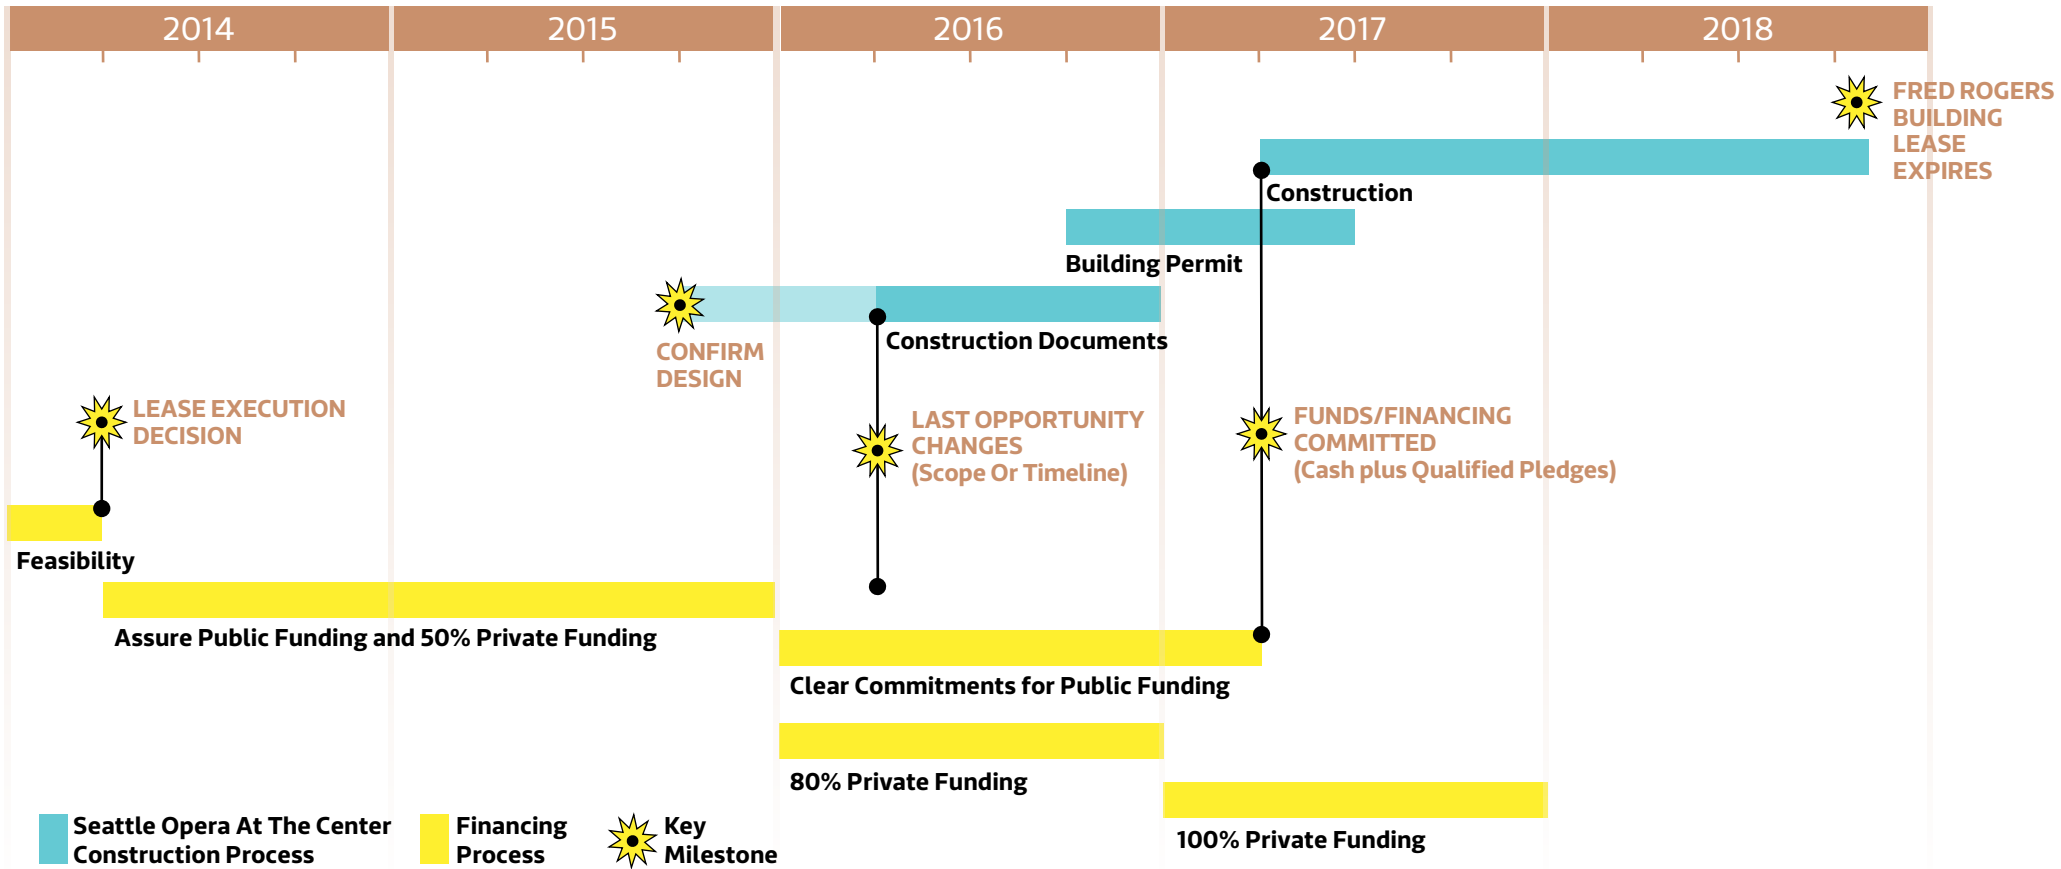 2014
2015
2016
2017
2018
FRED ROGERS
BUILDING
LEASE
EXPIRES
Construction
Building Permit
Construction Documents
CONFIRM
DESIGN
LEASE EXECUTION
DECISION
LAST OPPORTUNITY
CHANGES
(Scope Or Timeline)
FUNDS/FINANCING
COMMITTED
(Cash plus Qualified Pledges)
Feasibility
Assure Public Funding and 50% Private Funding
Clear Commitments for Public Funding
80% Private Funding
100% Private Funding
Seattle Opera At The Center
Construction Process
Financing
Process
Key
Milestone